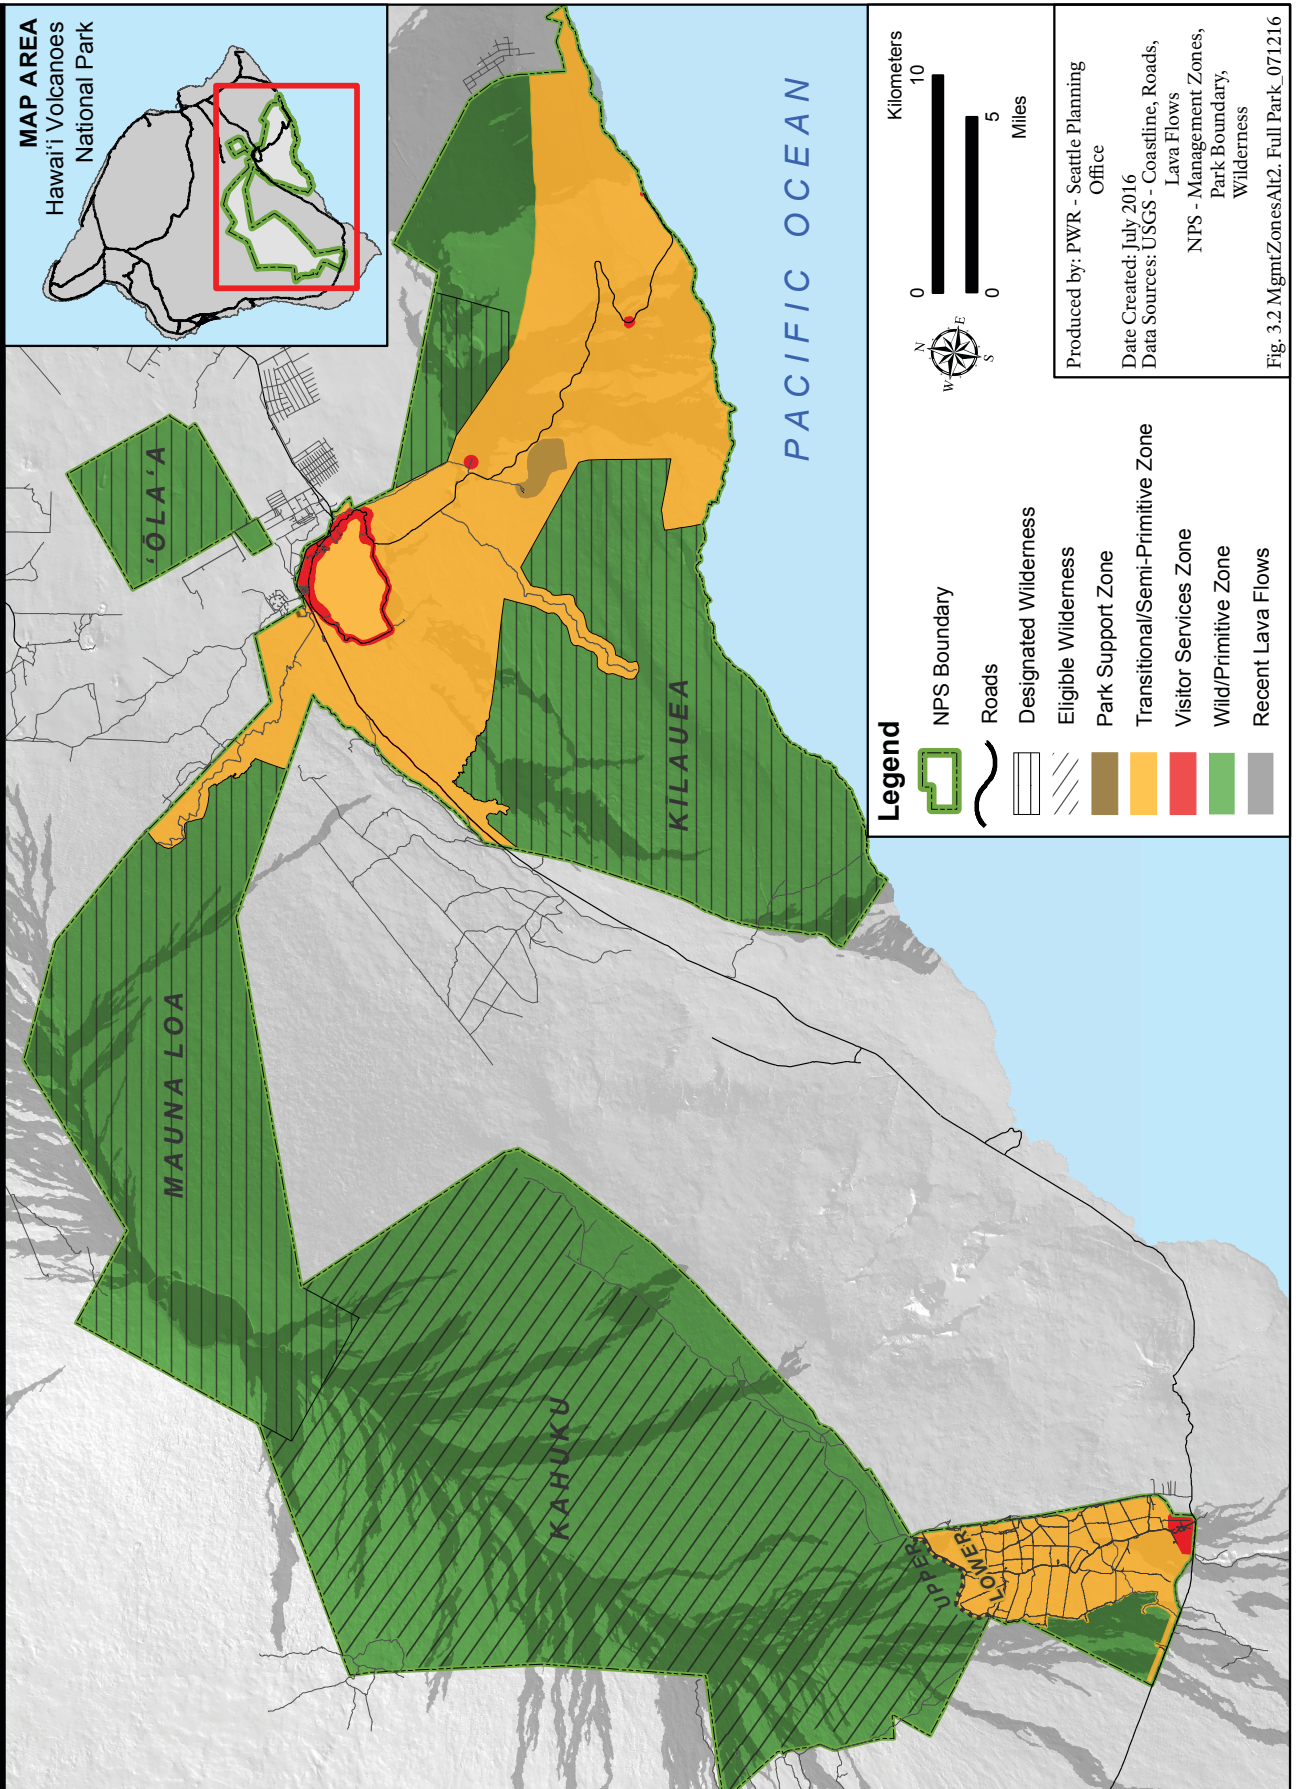 MAP AREA
Hawai‘i Volcanoes
National Park
‘ŌLA‘A
MAUNA LOA
KILAUEA
KAHUKU
UPPER
LOWER
PACIFIC OCEAN
Legend
NPS Boundary
Roads
Designated Wilderness
Eligible Wilderness
Park Support Zone
Transitional/Semi-Primitive Zone
Visitor Services Zone
Wild/Primitive Zone
Recent Lava Flows
N
W
E
S
Kilometers
0
10
0
5
Miles
Produced by: PWR - Seattle Planning
Office
Date Created: July 2016
Data Sources: USGS - Coastline, Roads,
Lava Flows
NPS - Management Zones,
Park Boundary,
Wilderness
Fig. 3.2 MgmtZonesAlt2. Full Park_071216